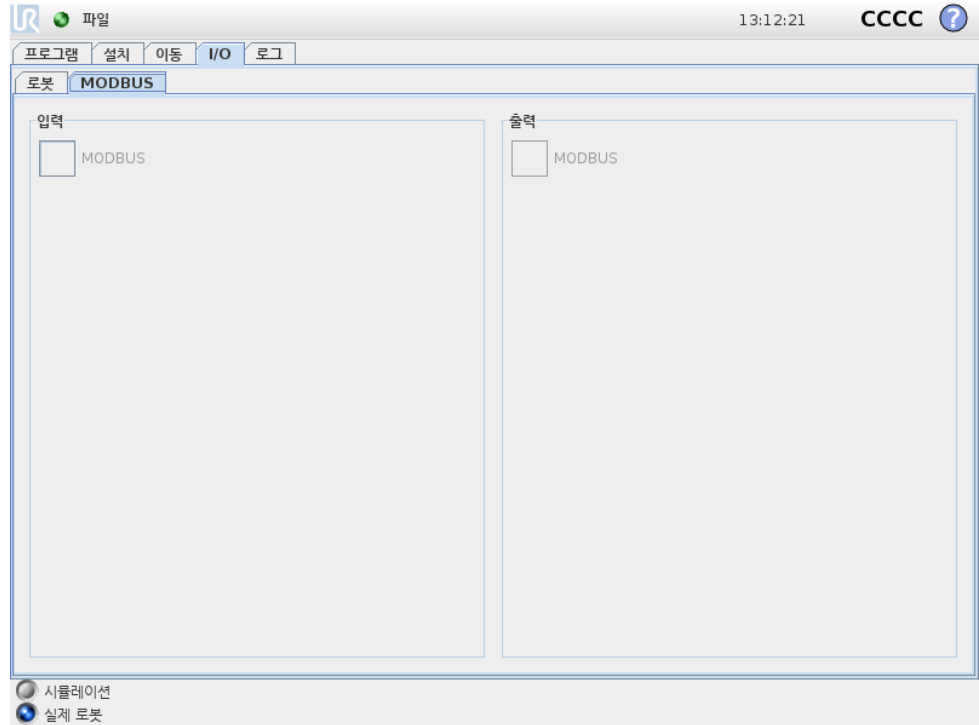 UR 파일 13:12:21 CCCC ?
프로그램 설치 이동 I/O 로그
로봇 MODBUS
입력 출력
MODBUS MODBUS
시뮬레이션
실제 로봇